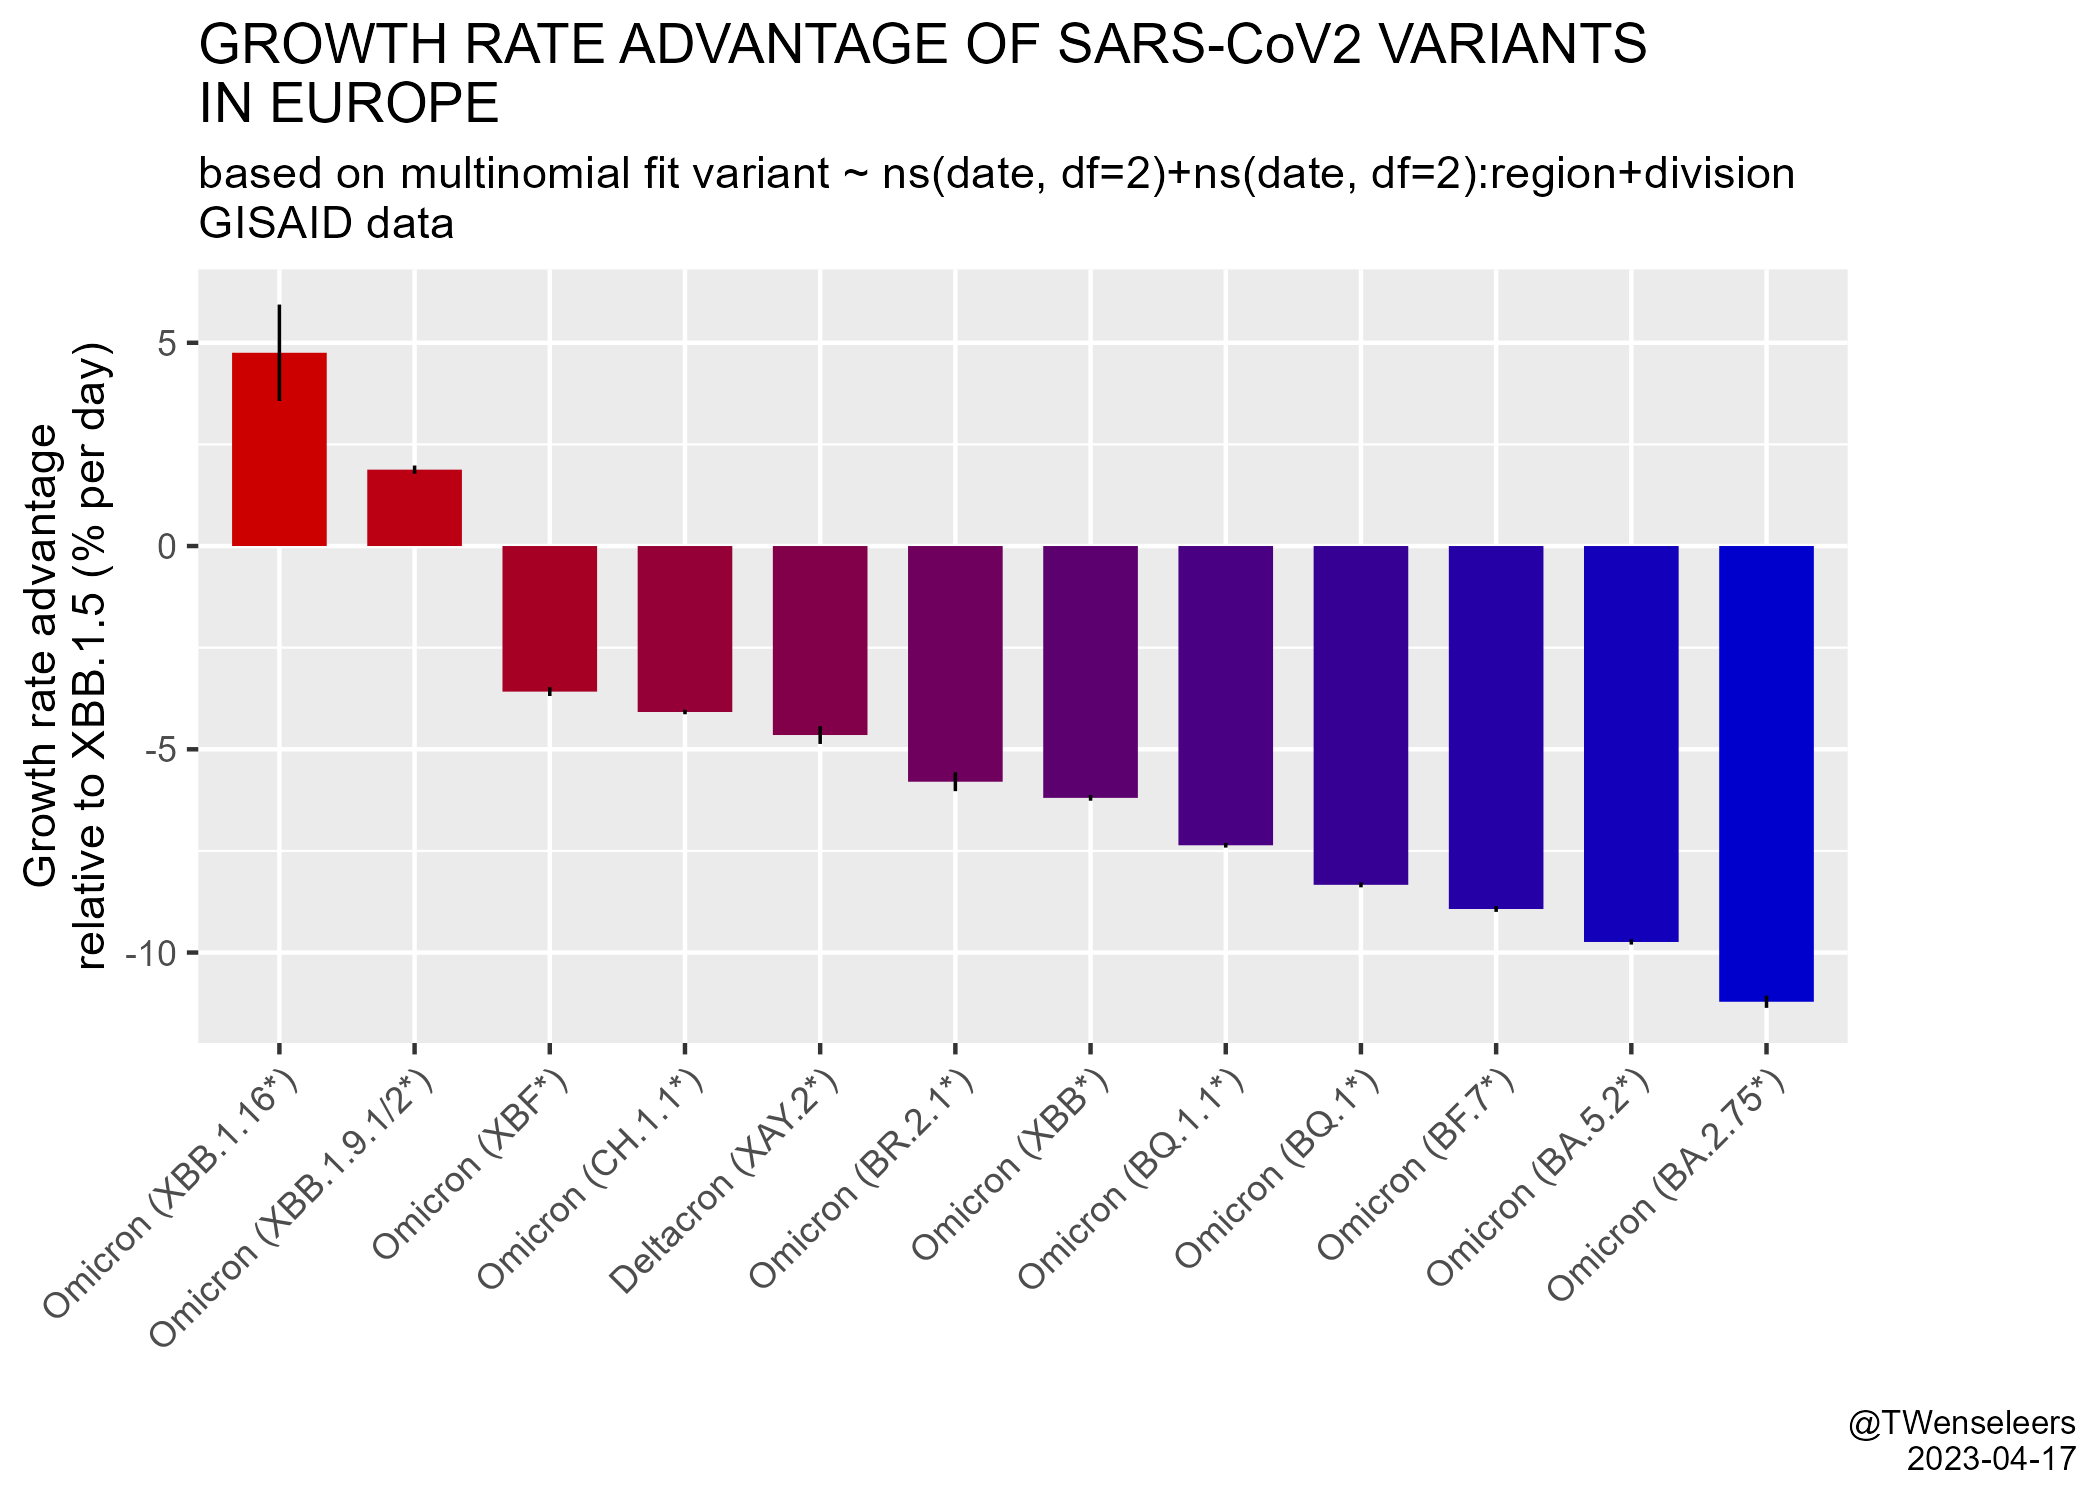 GROWTH RATE ADVANTAGE OF SARS-CoV2 VARIANTS
IN EUROPE
based on multinomial fit variant ~ ns(date, df=2)+ns(date, df=2):region+division
GISAID data
Growth rate advantage
relative to XBB.1.5 (% per day)
5
0
-5
-10
Omicron (XBB.1.16*)
Omicron (XBB.1.9.1/2*)
Omicron (XBF*)
Omicron (CH.1.1*)
Deltacron (XAY.2*)
Omicron (BR.2.1*)
Omicron (XBB*)
Omicron (BQ.1.1*)
Omicron (BQ.1*)
Omicron (BF.7*)
Omicron (BA.5.2*)
Omicron (BA.2.75*)
@TWenseleers
2023-04-17